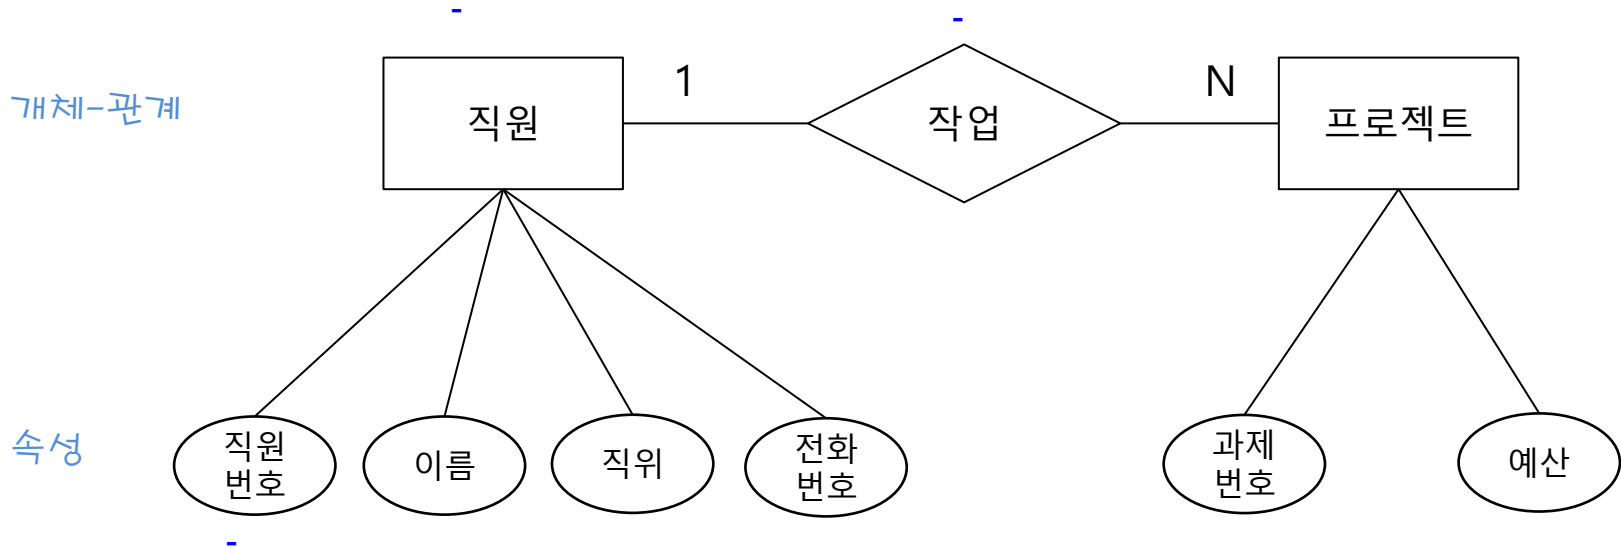 -
-
개체-관계
직원
1
작업
N
프로젝트
속성
직원
번호
이름
직위
전화
번호
과제
번호
예산
-